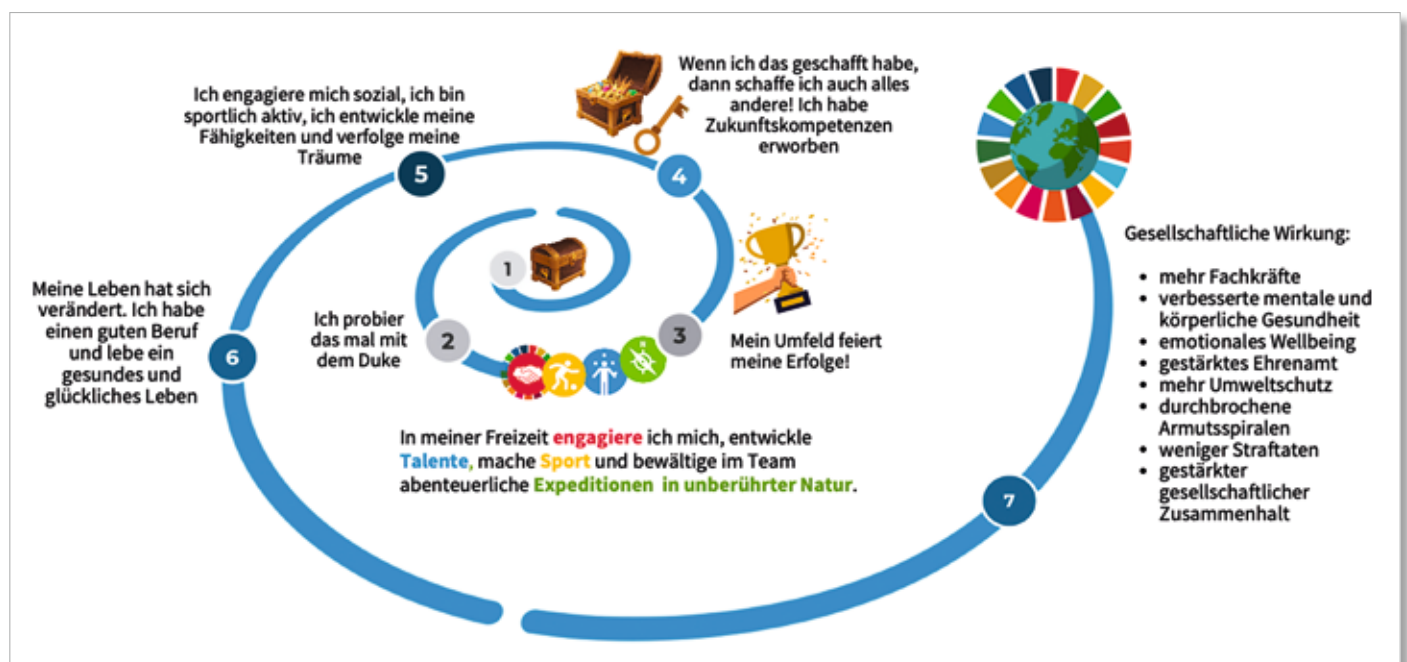 1
2
Ich probier
das mal mit
dem Duke
In meiner Freizeit engagiere ich mich, entwickle
Talente, mache Sport und bewältige im Team
abenteuerliche Expeditionen in unberührter Natur.
3
Mein Umfeld feiert
meine Erfolge!
4
Wenn ich das geschafft habe,
dann schaffe ich auch alles
andere! Ich habe
Zukunftskompetenzen
erworben
5
Ich engagiere mich sozial, ich bin
sportlich aktiv, ich entwickle meine
Fähigkeiten und verfolge meine
Träume
6
Meine Leben hat sich
verändert. Ich habe
einen guten Beruf
und lebe ein
gesundes und
glückliches Leben
7
Gesellschaftliche Wirkung:
• mehr Fachkräfte
• verbesserte mentale und
körperliche Gesundheit
• emotionales Wellbeing
• gestärktes Ehrenamt
• mehr Umweltschutz
• durchbrochene
Armutsspiralen
• weniger Straftaten
• gestärkter
gesellschaftlicher
Zusammenhalt